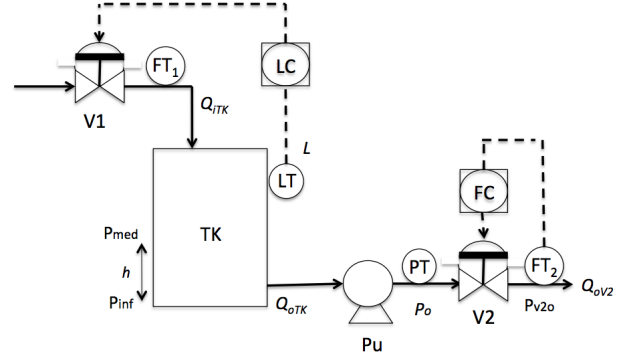 LC
FT1
V1
QiTK
L
LT
FC
Pmed
TK
h
Pinf
QoTK
PT
FT2
QoV2
Po
V2
Pv2o
Pu